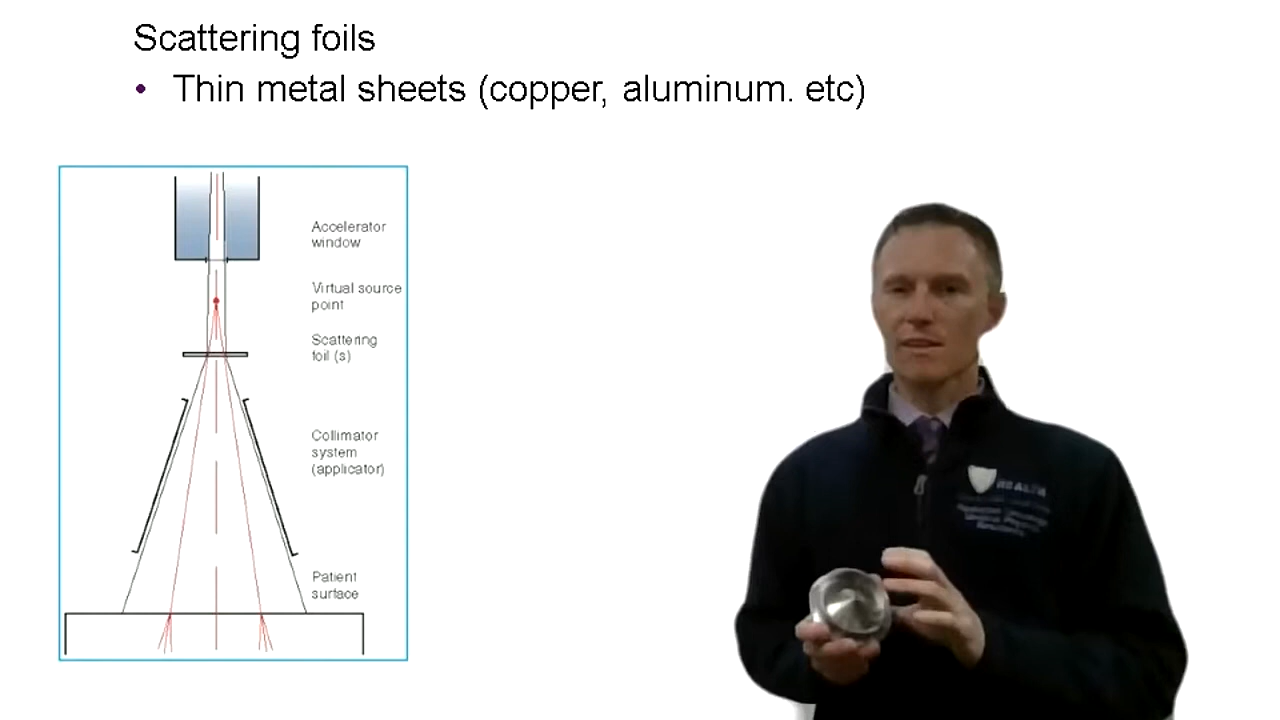 Scattering foils
• Thin metal sheets (copper, aluminum. etc)
Accelerator
window
Virtual source
point
Scattering
foil (s)
Collimator
system
(applicator)
Patient
surface
HEALTH